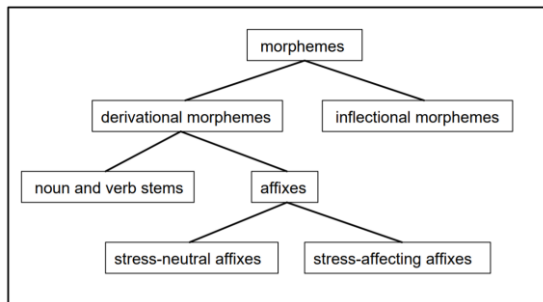 morphemes
derivational morphemes
inflectional morphemes
noun and verb stems
affixes
stress-neutral affixes
stress-affecting affixes